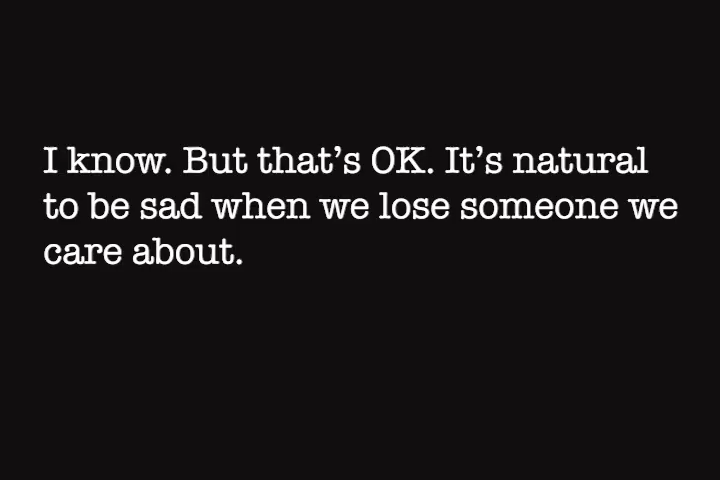 I know. But that’s OK. It’s natural
to be sad when we lose someone we
care about.